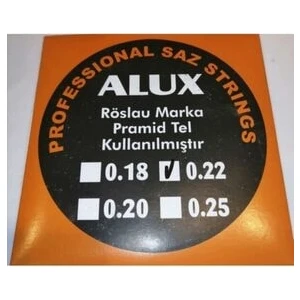 PROFESSIONAL SAZ STRINGS
ALUX
Röslau Marka
Pramid Tel
Kullanılmıştır
0.18 0.22
0.20 0.25